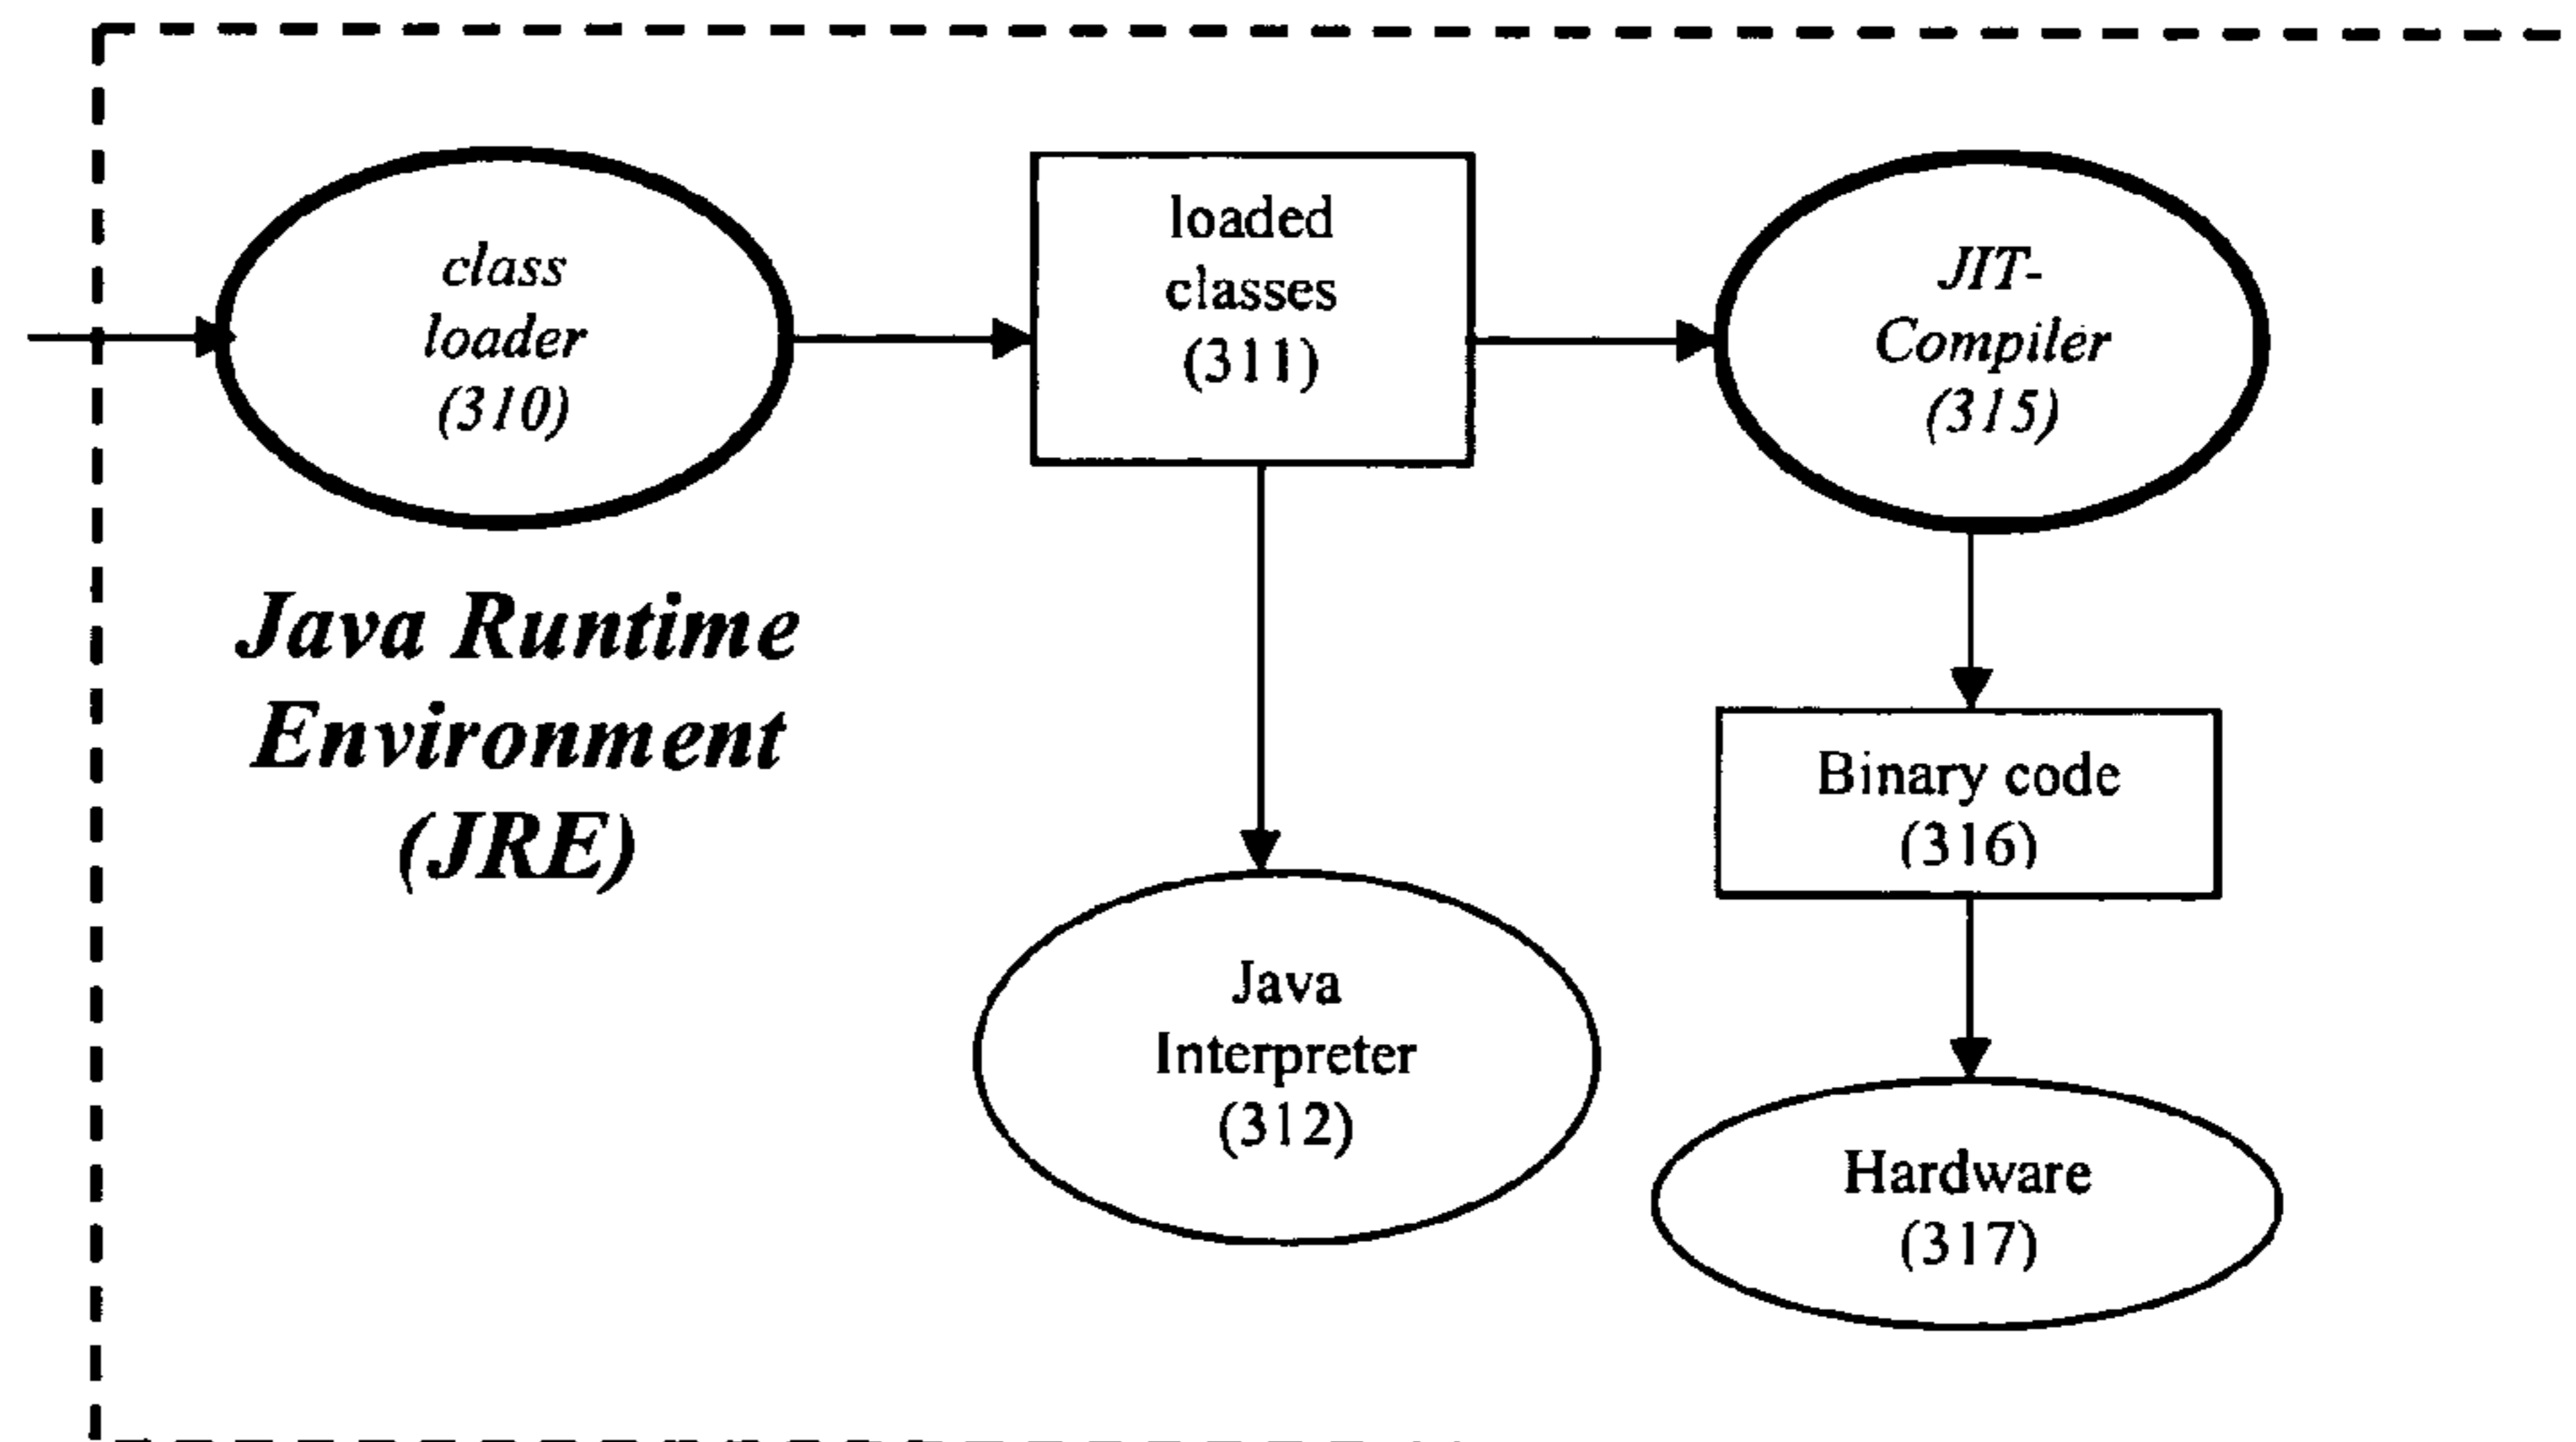 class
loader
(310)
loaded
classes
(311)
JIT-
Compiler
(315)
Java Runtime
Environment
(JRE)
Binary code
(316)
Java
Interpreter
(312)
Hardware
(317)